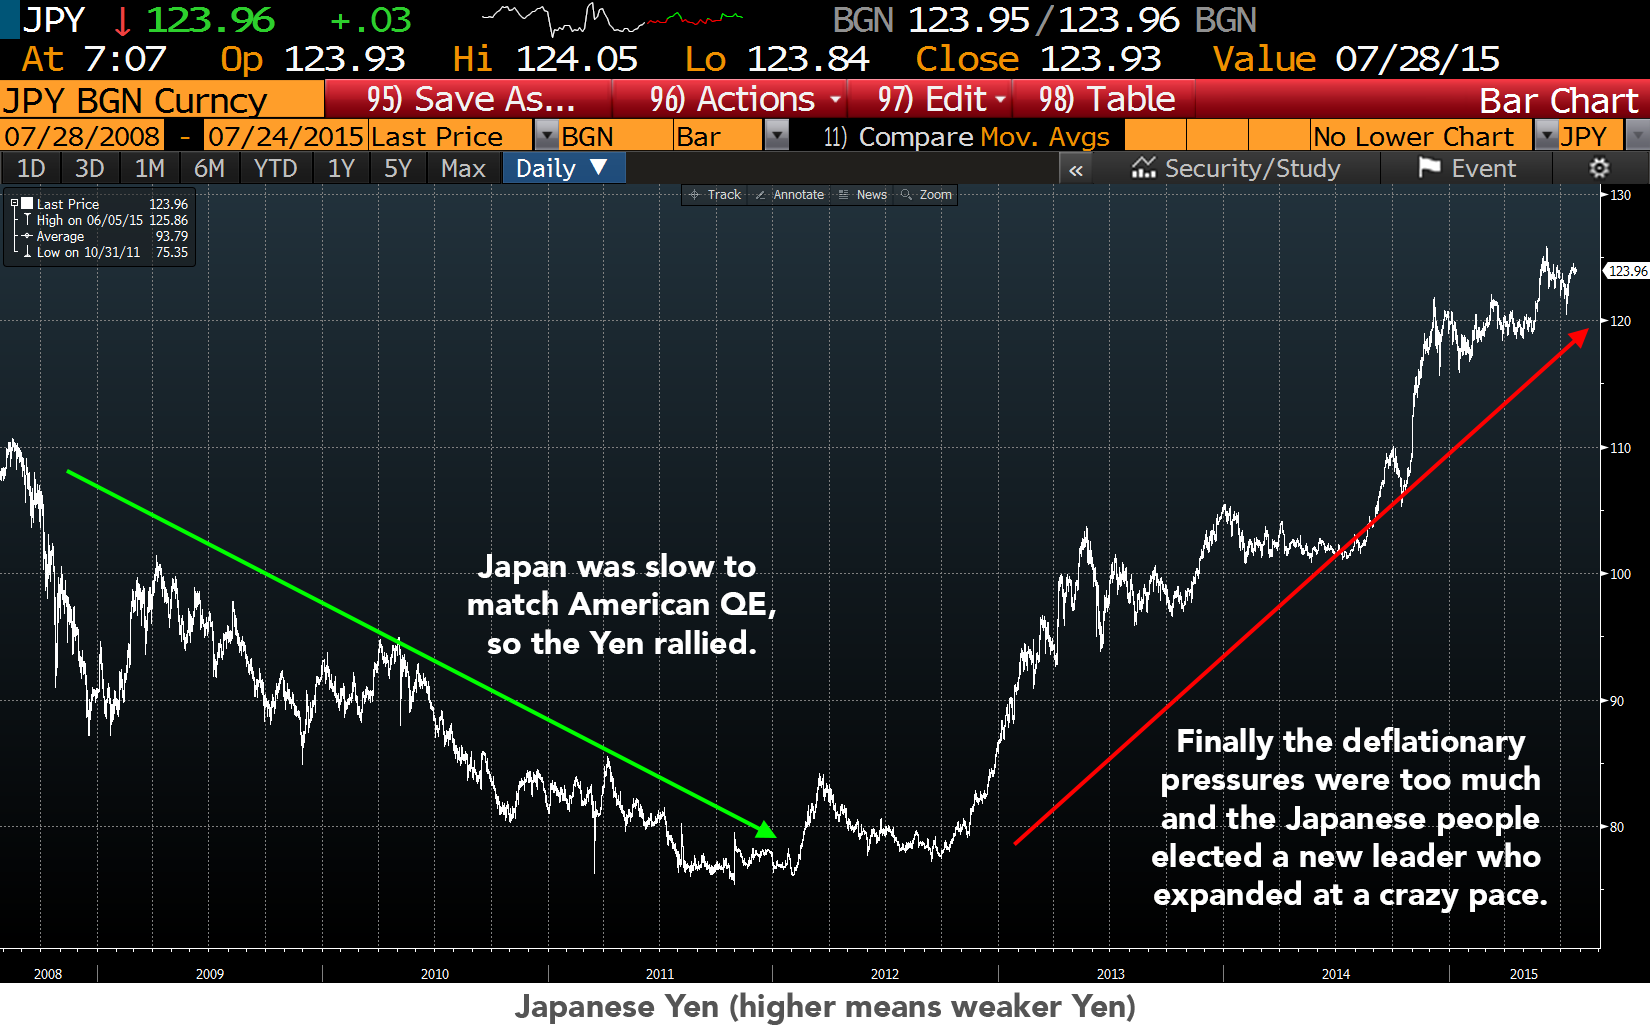 JPY ↓ 123.96 +.03 BGN 123.95/123.96 BGN
At 7:07 Op 123.93 Hi 124.05 Lo 123.84 Close 123.93 Value 07/28/15
JPY BGN Curncy 95) Save As... 96) Actions 97) Edit 98) Table Bar Chart
07/28/2008 - 07/24/2015 Last Price BGN Bar 11) Compare Mov. Avgs No Lower Chart JPY
1D 3D 1M 6M YTD 1Y 5Y Max Daily ▼ « Security/Study Event
Track Annotate News Zoom
Last Price 123.96
High on 06/05/15 125.86
Average 93.79
Low on 10/31/11 75.35
130
123.96
120
110
100
90
80
Japan was slow to
match American QE,
so the Yen rallied.
Finally the deflationary
pressures were too much
and the Japanese people
elected a new leader who
expanded at a crazy pace.
2008 2009 2010 2011 2012 2013 2014 2015
Japanese Yen (higher means weaker Yen)